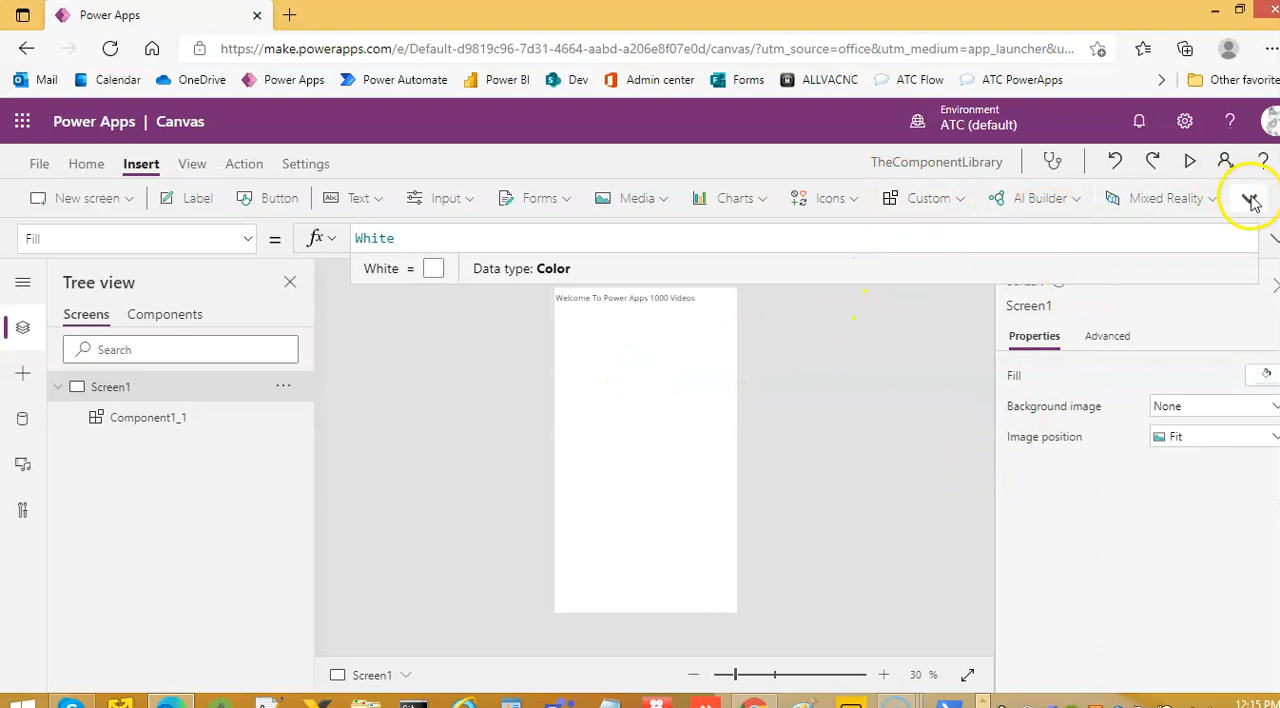 Power Apps
https://make.powerapps.com/e/Default-d9819c96-7d31-4664-aabd-a206e8f07e0d/canvas/?utm_source=office&utm_medium=app_launcher&u...
Mail Calendar OneDrive Power Apps Power Automate Power BI Dev Admin center Forms ALLVACNC ATC Flow ATC PowerApps Other favorite
Environment
Power Apps | Canvas ATC (default)
File Home Insert View Action Settings TheComponentLibrary
New screen Label Button Abc Text Input Forms Media Charts Icons Custom AI Builder Mixed Reality
Fill = fx White
White = Data type: Color
Tree view
Screens Components
Welcome To Power Apps 1000 Videos
Screen1
Properties Advanced
Search
Fill
Screen1
Background image None
Component1_1
Image position Fit
Screen1 30 %
12:15 PM